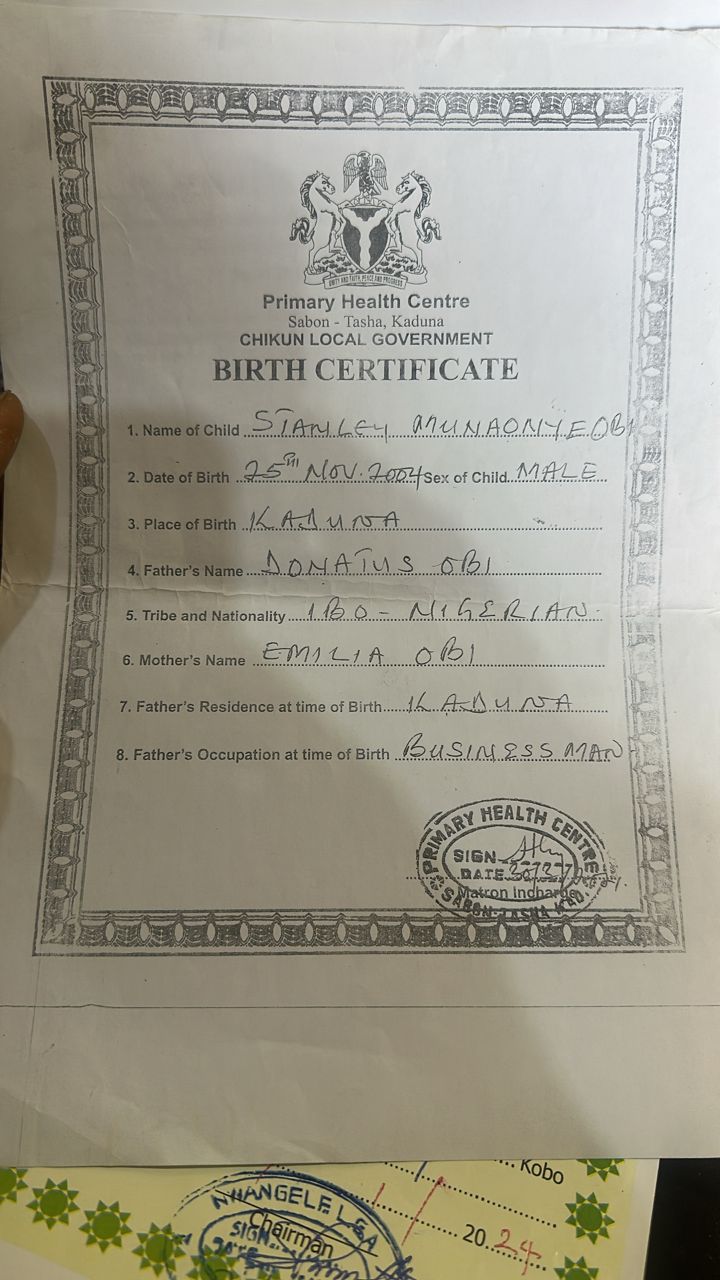 UNITY AND FAITH, PEACE AND PROGRESS
Primary Health Centre
Sabon - Tasha, Kaduna
CHIKUN LOCAL GOVERNMENT
BIRTH CERTIFICATE
1. Name of Child STANLEY MUNAONYE OBI
2. Date of Birth 25TH NOV. 2004 Sex of Child MALE
3. Place of Birth KADUNA
4. Father's Name DONATUS OBI
5. Tribe and Nationality IBO - NIGERIAN
6. Mother's Name EMILIA OBI
7. Father's Residence at time of Birth KADUNA
8. Father's Occupation at time of Birth BUSINESS MAN
PRIMARY HEALTH CENTRE
SIGN
DATE
Matron Incharge
SABON-TASHA KAD.
Kobo
20 24
L.G.A
Chairman
SIGN